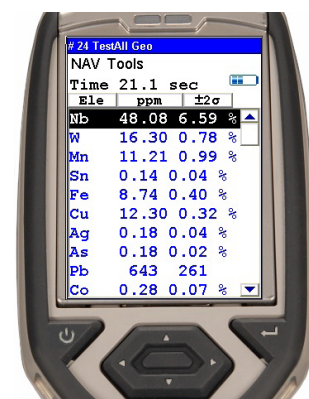 # 24 TestAll Geo
NAV Tools
Time 21.1 sec
Ele ppm ±2σ
Nb 48.08 6.59 %
W 16.30 0.78 %
Mn 11.21 0.99 %
Sn 0.14 0.04 %
Fe 8.74 0.40 %
Cu 12.30 0.32 %
Ag 0.18 0.04 %
As 0.18 0.02 %
Pb 643 261
Co 0.28 0.07 %